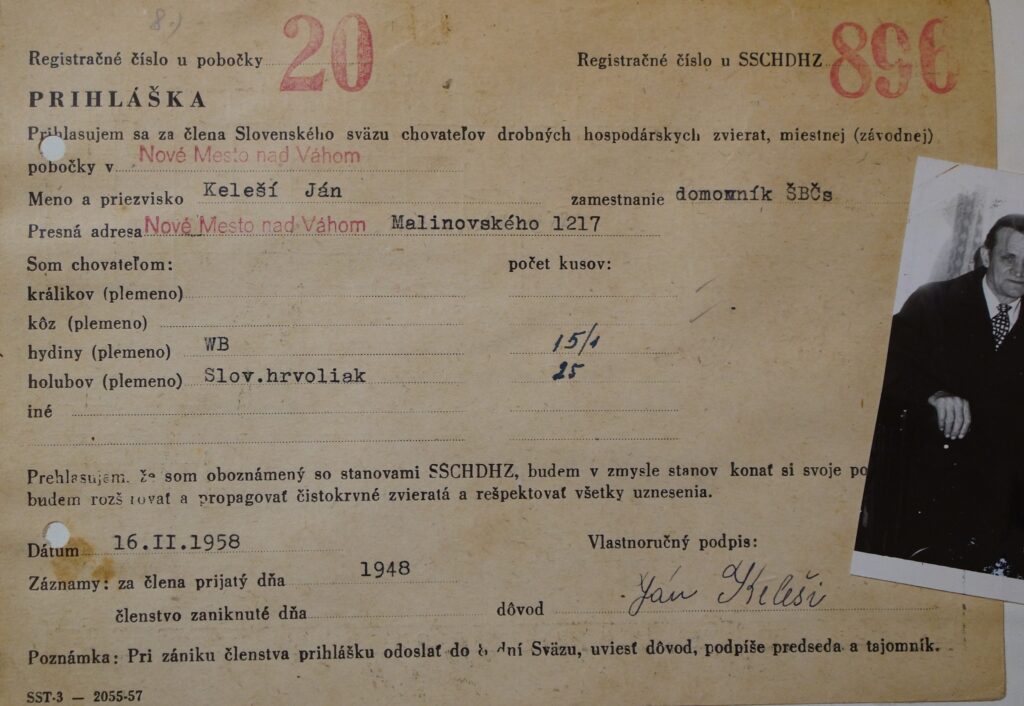 8.)
Registračné číslo u pobočky 20 Registračné číslo u SSCHDHZ 896
PRIHLÁŠKA
Prihlasujem sa za člena Slovenského sväzu chovateľov drobných hospodárskych zvierat, miestnej (závodnej)
pobočky v Nové Mesto nad Váhom
Meno a priezvisko Keleší Ján zamestnanie domovník ŠBČs
Presná adresa Nové Mesto nad Váhom Malinovského 1217
Som chovateľom: počet kusov:
králikov (plemeno)
kôz (plemeno)
hydiny (plemeno) WB 15/1
holubov (plemeno) Slov.hrvoliak 25
iné
Prehlasujem, že som oboznámený so stanovami SSCHDHZ, budem v zmysle stanov konať si svoje po
budem rozš rovať a propagovať čistokrvné zvieratá a rešpektovať všetky uznesenia.
Dátum 16.II.1958 Vlastnoručný podpis:
Záznamy: za člena prijatý dňa 1948
členstvo zaniknuté dňa dôvod Ján Keleši
Poznámka: Pri zániku členstva prihlášku odoslať do 8 dní Sväzu, uviesť dôvod, podpíše predseda a tajomník.
SST-3 — 2055-57